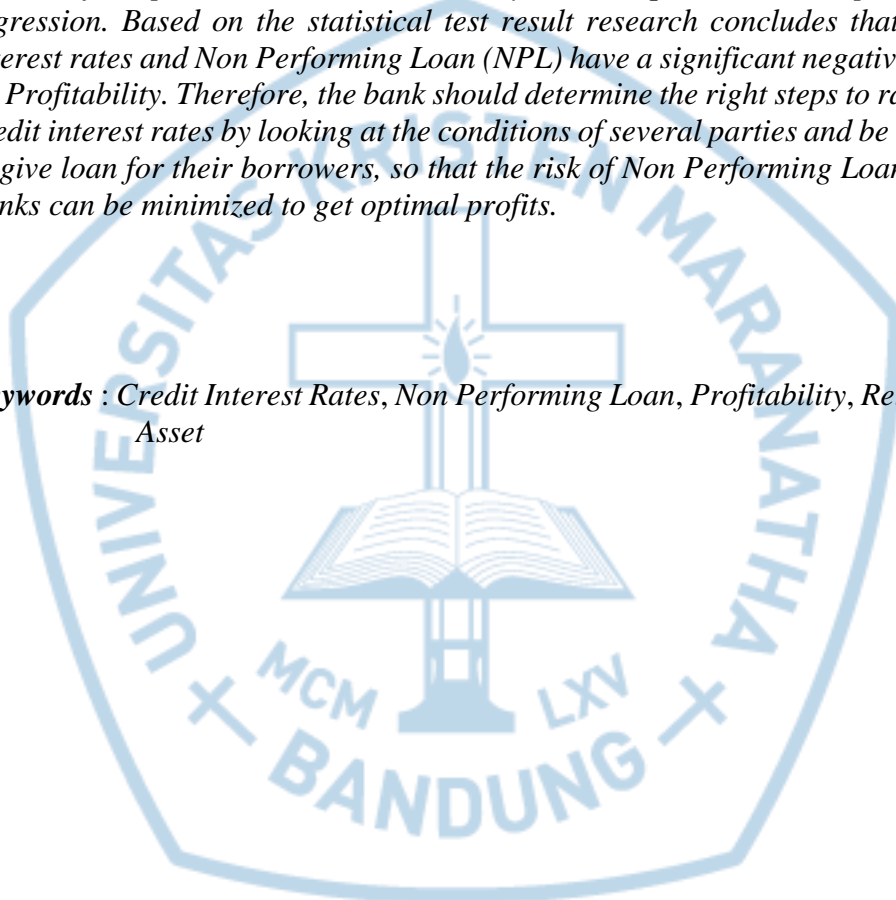 gression. Based on the statistical test result research concludes that
terest rates and Non Performing Loan (NPL) have a significant negativ
Profitability. Therefore, the bank should determine the right steps to ra
edit interest rates by looking at the conditions of several parties and be
give loan for their borrowers, so that the risk of Non Performing Loan
nks can be minimized to get optimal profits.
ywords : Credit Interest Rates, Non Performing Loan, Profitability, Re
Asset
UNIVERSITAS KRISTEN MARANATHA
MCM LXV
BANDUNG